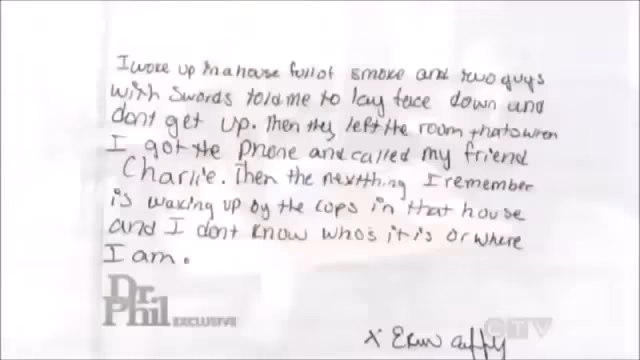 I woke up in a house full of smoke and two guys
with swords told me to lay face down and
dont get up. Then they left the room thats when
I got the phone and called my friend
Charlie. Then the next thing I remember
is waking up by the cops in that house
and I dont know who's it is or where
I am.
Dr.
Phil EXCLUSIVE
CTV
x Erin Caffey